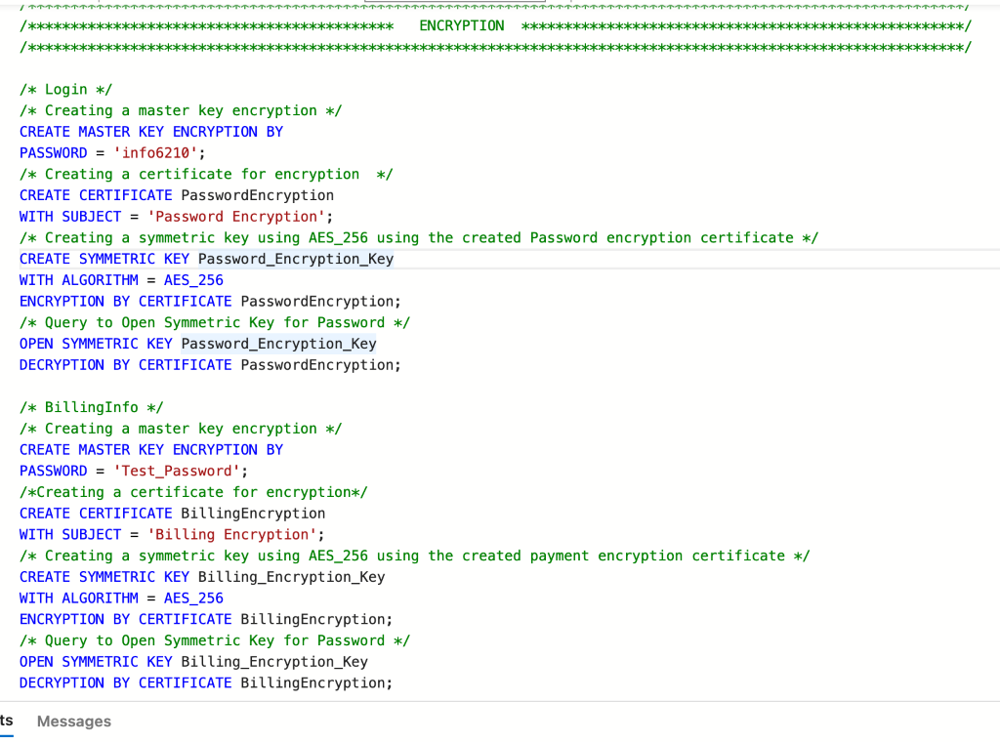 /******************************************* ENCRYPTION ****************************************************/
/**************************************************************************************************************/
/* Login */
/* Creating a master key encryption */
CREATE MASTER KEY ENCRYPTION BY
PASSWORD = 'info6210';
/* Creating a certificate for encryption  */
CREATE CERTIFICATE PasswordEncryption
WITH SUBJECT = 'Password Encryption';
/* Creating a symmetric key using AES_256 using the created Password encryption certificate */
CREATE SYMMETRIC KEY Password_Encryption_Key
WITH ALGORITHM = AES_256
ENCRYPTION BY CERTIFICATE PasswordEncryption;
/* Query to Open Symmetric Key for Password */
OPEN SYMMETRIC KEY Password_Encryption_Key
DECRYPTION BY CERTIFICATE PasswordEncryption;
/* BillingInfo */
/* Creating a master key encryption */
CREATE MASTER KEY ENCRYPTION BY
PASSWORD = 'Test_Password';
/*Creating a certificate for encryption*/
CREATE CERTIFICATE BillingEncryption
WITH SUBJECT = 'Billing Encryption';
/* Creating a symmetric key using AES_256 using the created payment encryption certificate */
CREATE SYMMETRIC KEY Billing_Encryption_Key
WITH ALGORITHM = AES_256
ENCRYPTION BY CERTIFICATE BillingEncryption;
/* Query to Open Symmetric Key for Password */
OPEN SYMMETRIC KEY Billing_Encryption_Key
DECRYPTION BY CERTIFICATE BillingEncryption;
ts Messages